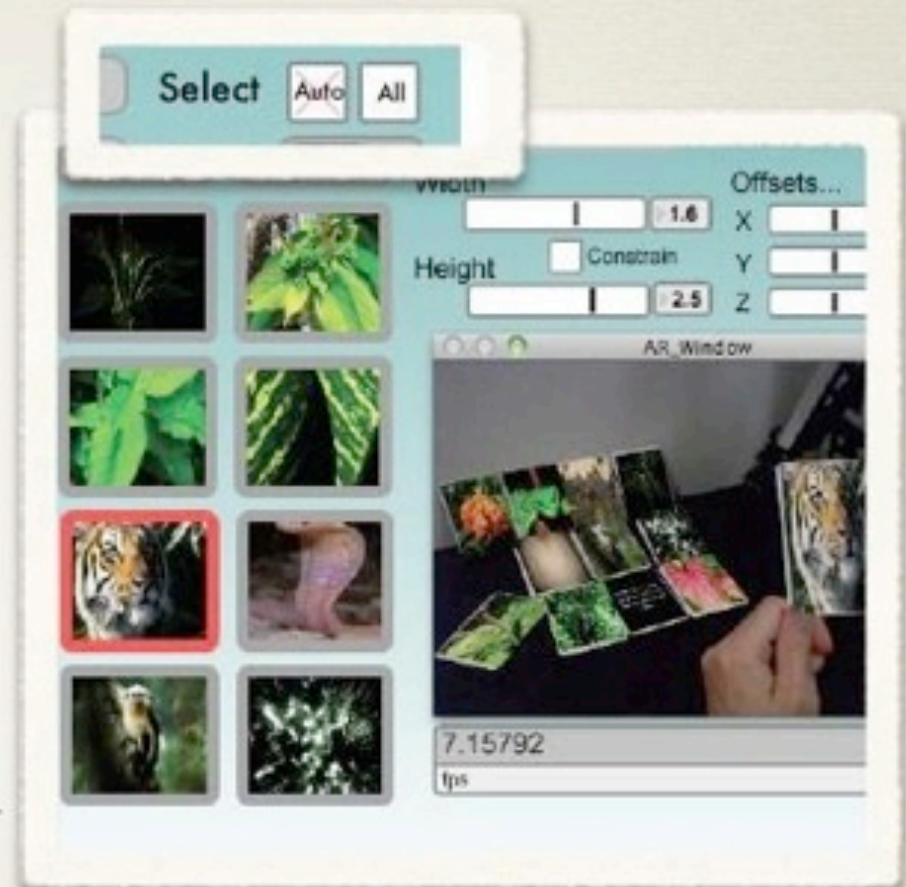 Select Auto All
Width
1.6
Constrain
Height
2.5
Offsets...
X
Y
Z
AR_Window
7.15792
fps